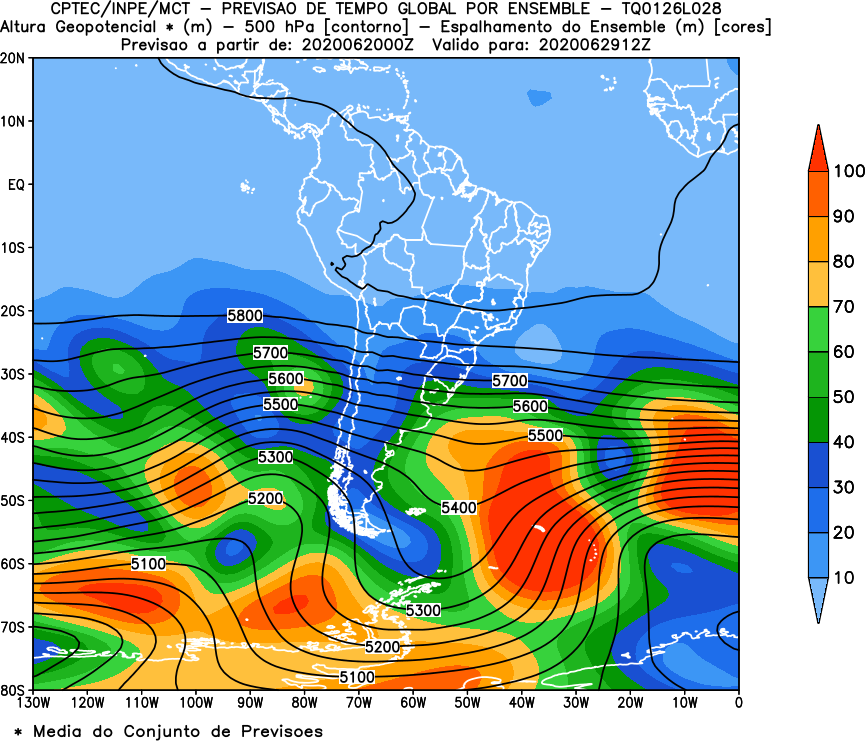 CPTEC/INPE/MCT – PREVISAO DE TEMPO GLOBAL POR ENSEMBLE – TQ0126L028
Altura Geopotencial * (m) – 500 hPa [contorno] – Espalhamento do Ensemble (m) [cores]
Previsao a partir de: 2020062000Z Valido para: 2020062912Z
20N
10N
EQ
10S
20S
30S
40S
50S
60S
70S
80S
5800
5700
5600
5500
5300
5200
5100
5700
5600
5500
5400
5300
5200
5100
100
90
80
70
60
50
40
30
20
10
130W 120W 110W 100W 90W 80W 70W 60W 50W 40W 30W 20W 10W 0
* Media do Conjunto de Previsoes